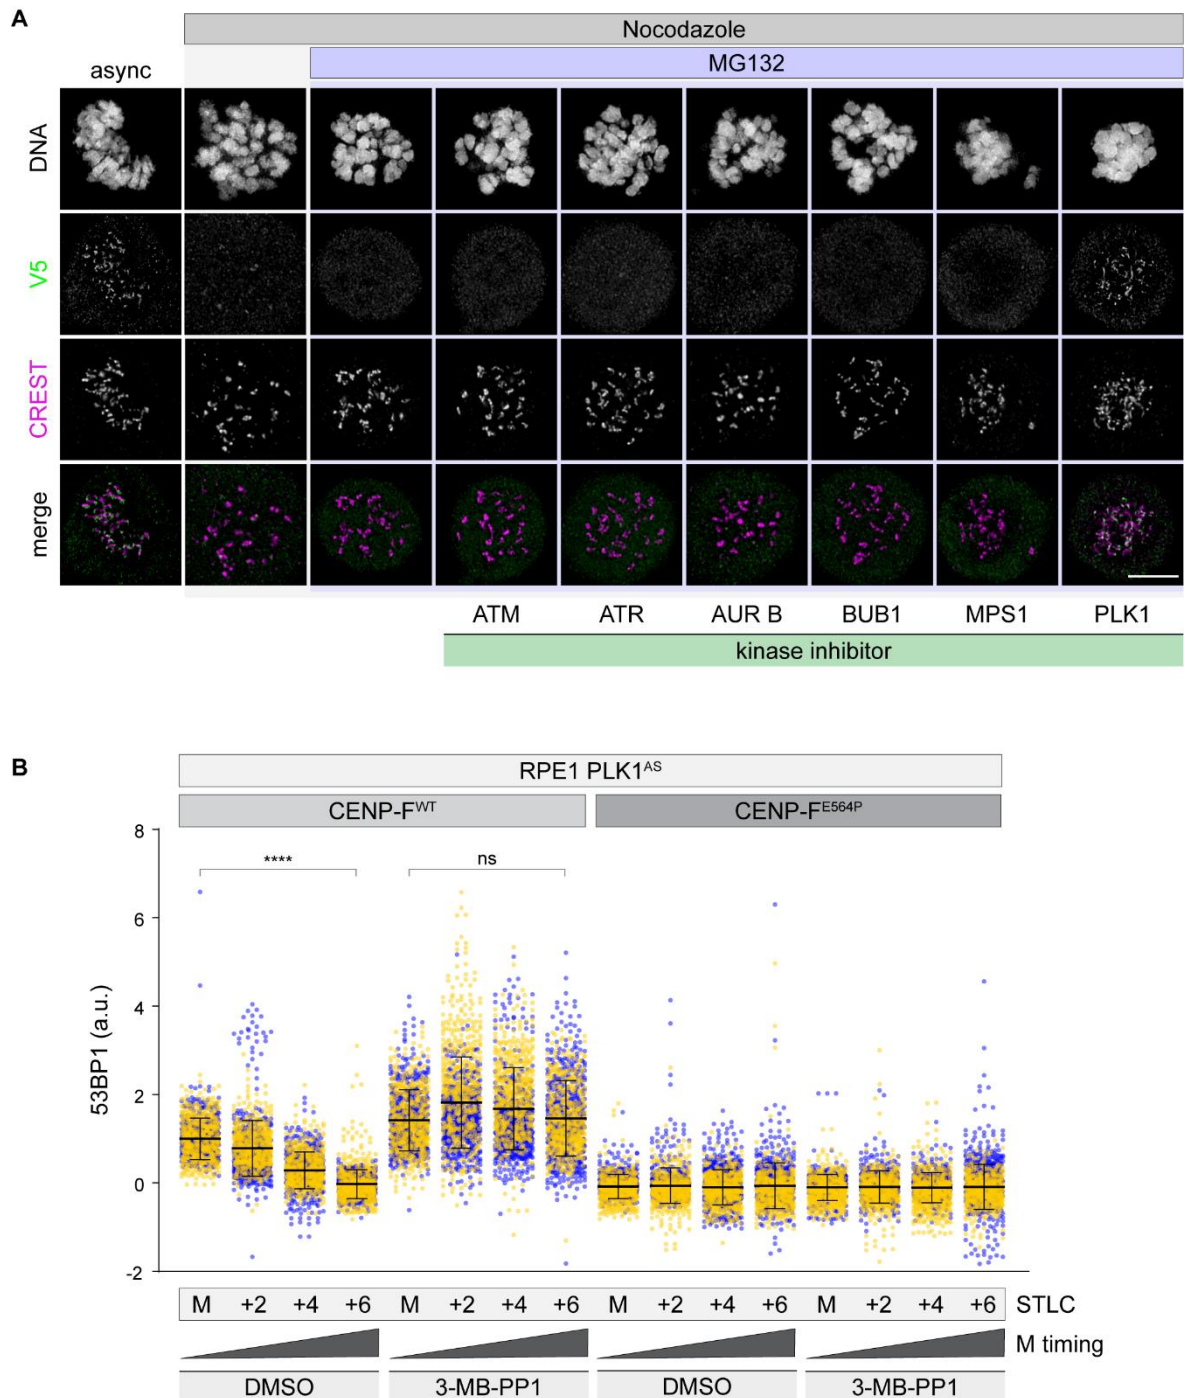 A
Nocodazole
async
MG132
DNA
V5
CREST
merge
ATM ATR AUR B BUB1 MPS1 PLK1
kinase inhibitor
B
RPE1 PLK1ᴬˢ
CENP-Fᵂᵀ CENP-Fᴱ⁵⁶⁴ᴾ
53BP1 (a.u.)
8
6
4
2
0
-2
**** ns
M +2 +4 +6 M +2 +4 +6 M +2 +4 +6 M +2 +4 +6 STLC
M timing
DMSO 3-MB-PP1 DMSO 3-MB-PP1